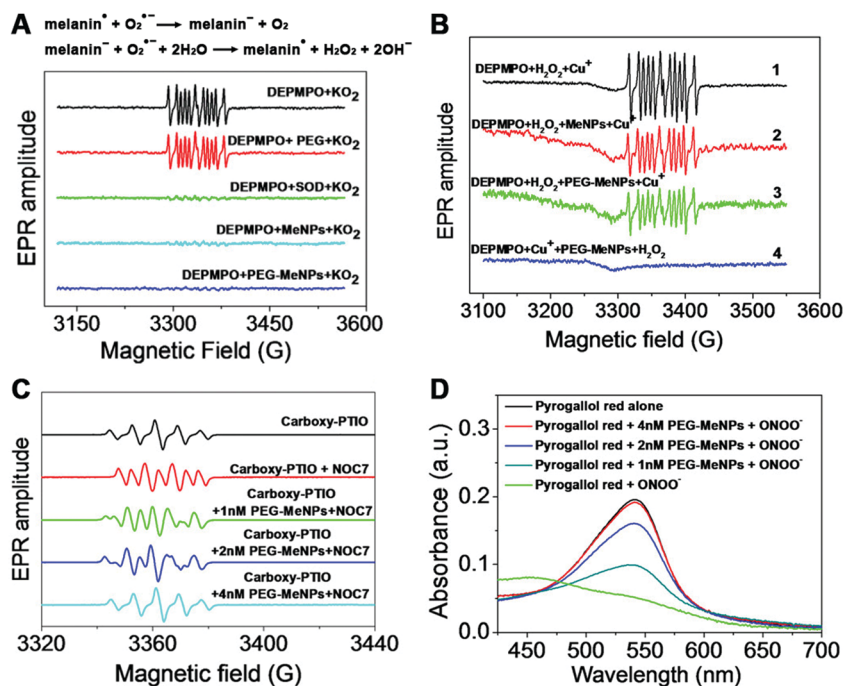 A
melanin• + O₂•⁻ → melanin⁻ + O₂
melanin⁻ + O₂•⁻ + 2H₂O → melanin• + H₂O₂ + 2OH⁻
DEPMPO+KO₂
DEPMPO+ PEG+KO₂
DEPMPO+SOD+KO₂
DEPMPO+MeNPs+KO₂
DEPMPO+PEG-MeNPs+KO₂
EPR amplitude
3150 3300 3450 3600
Magnetic Field (G)
B
DEPMPO+H₂O₂+Cu⁺
1
DEPMPO+H₂O₂+MeNPs+Cu⁺
2
DEPMPO+H₂O₂+PEG-MeNPs+Cu⁺
3
DEPMPO+Cu⁺+PEG-MeNPs+H₂O₂
4
EPR amplitude
3100 3200 3300 3400 3500 3600
Magnetic field (G)
C
Carboxy-PTIO
Carboxy-PTIO + NOC7
Carboxy-PTIO
+1nM PEG-MeNPs+NOC7
Carboxy-PTIO
+2nM PEG-MeNPs+NOC7
Carboxy-PTIO
+4nM PEG-MeNPs+NOC7
EPR amplitude
3320 3360 3400 3440
Magnetic field (G)
D
Pyrogallol red alone
Pyrogallol red + 4nM PEG-MeNPs + ONOO⁻
Pyrogallol red + 2nM PEG-MeNPs + ONOO⁻
Pyrogallol red + 1nM PEG-MeNPs + ONOO⁻
Pyrogallol red + ONOO⁻
Absorbance (a.u.)
0.3
0.2
0.1
0.0
450 500 550 600 650 700
Wavelength (nm)